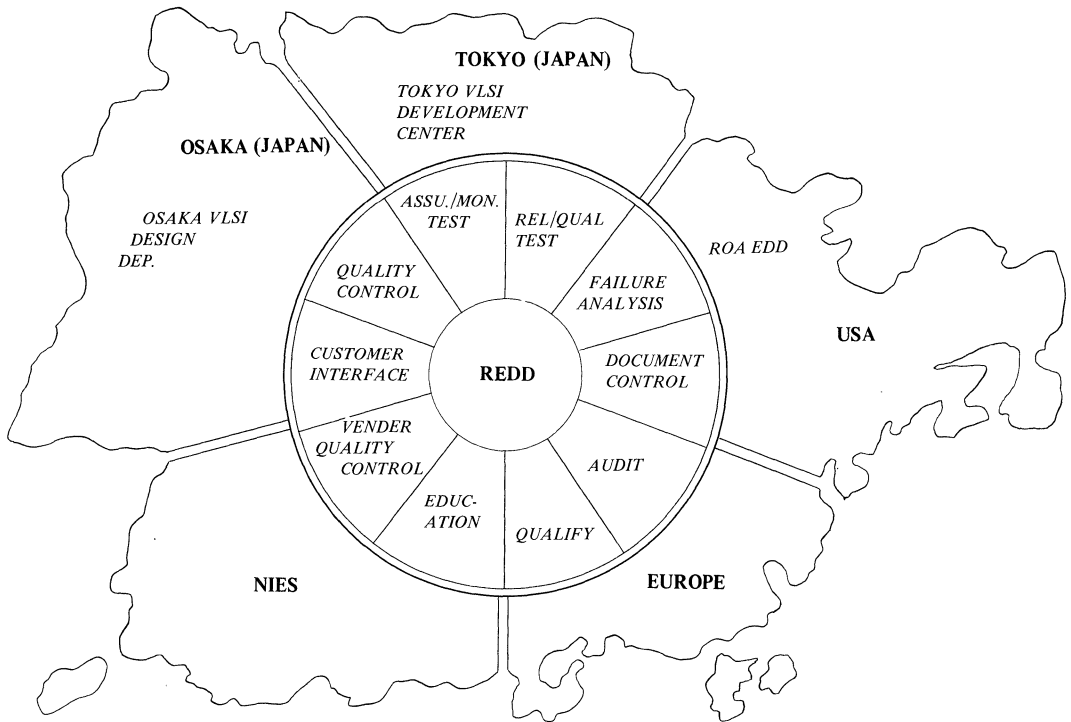 TOKYO (JAPAN)
TOKYO VLSI
DEVELOPMENT
CENTER
OSAKA (JAPAN)
OSAKA VLSI
DESIGN
DEP.
ASSU./MON.
TEST
REL/QUAL
TEST
ROA EDD
USA
QUALITY
CONTROL
FAILURE
ANALYSIS
CUSTOMER
INTERFACE
REDD
DOCUMENT
CONTROL
VENDER
QUALITY
CONTROL
AUDIT
EDUC-
ATION
QUALIFY
NIES
EUROPE